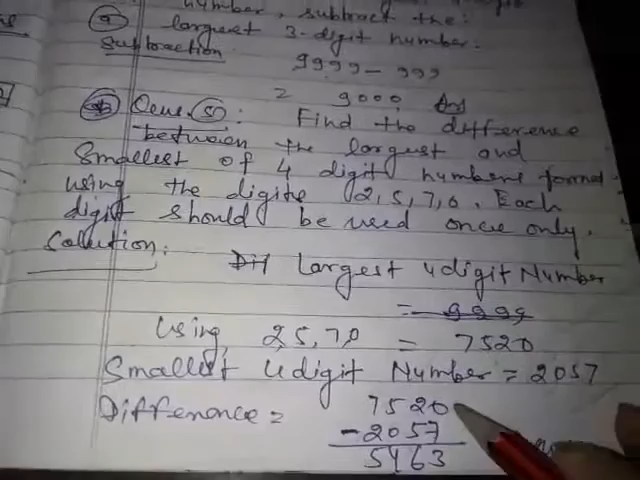 number, subtract the:
(a) largest 3-digit number.
Subtraction
9999 - 999
= 9000 Ans
Ques. (5): Find the difference
between the largest and
Smallest of 4 digit numbers formed
using the digits 2, 5, 7, 0. Each
digit should be used once only.
Solution:
Largest 4 digit Number
= 9999
Using 2,5,7,0 = 7520
Smallest 4 digit Number = 2057
Difference = 7520
- 2057
5463